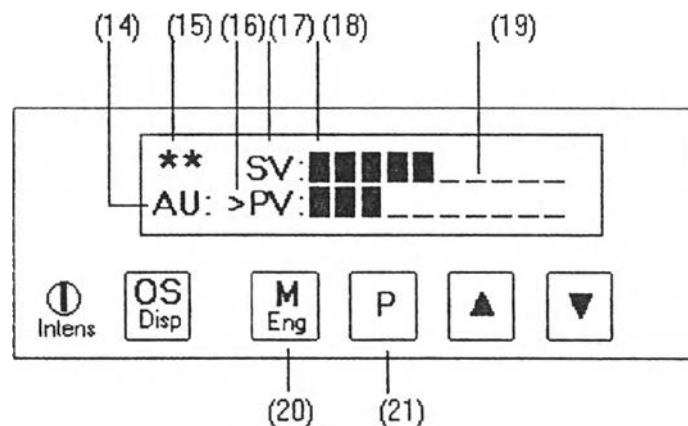 (14) (15) (16) (17) (18) (19)
** SV:
AU: >PV:
Intens
OS
Disp
M
Eng
P
(20) (21)